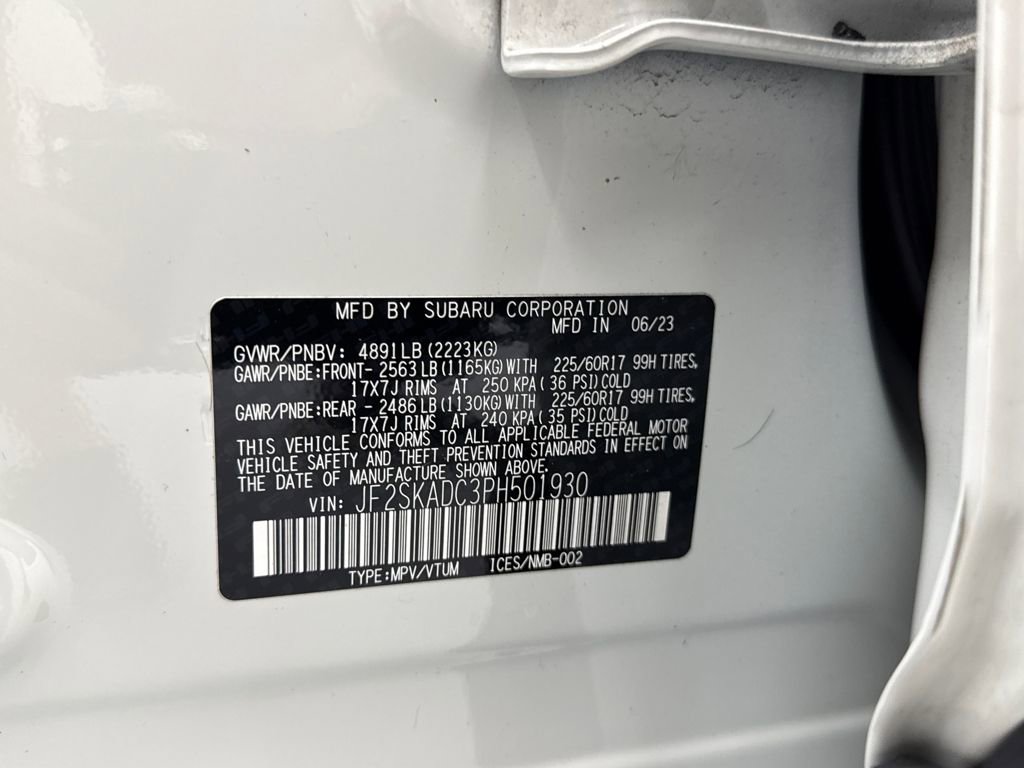 MFD BY SUBARU CORPORATION
MFD IN 06/23
GVWR/PNBV: 4891LB (2223KG)
GAWR/PNBE:FRONT- 2563LB (1165KG) WITH 225/60R17 99H TIRES,
17X7J RIMS AT 250 KPA ( 36 PSI) COLD
GAWR/PNBE:REAR - 2486LB (1130KG) WITH 225/60R17 99H TIRES,
17X7J RIMS AT 240 KPA ( 35 PSI) COLD
THIS VEHICLE CONFORMS TO ALL APPLICABLE FEDERAL MOTOR
VEHICLE SAFETY AND THEFT PREVENTION STANDARDS IN EFFECT ON
THE DATE OF MANUFACTURE SHOWN ABOVE.
VIN: JF2SKADC3PH501930
TYPE:MPV/VTUM ICES/NMB-002